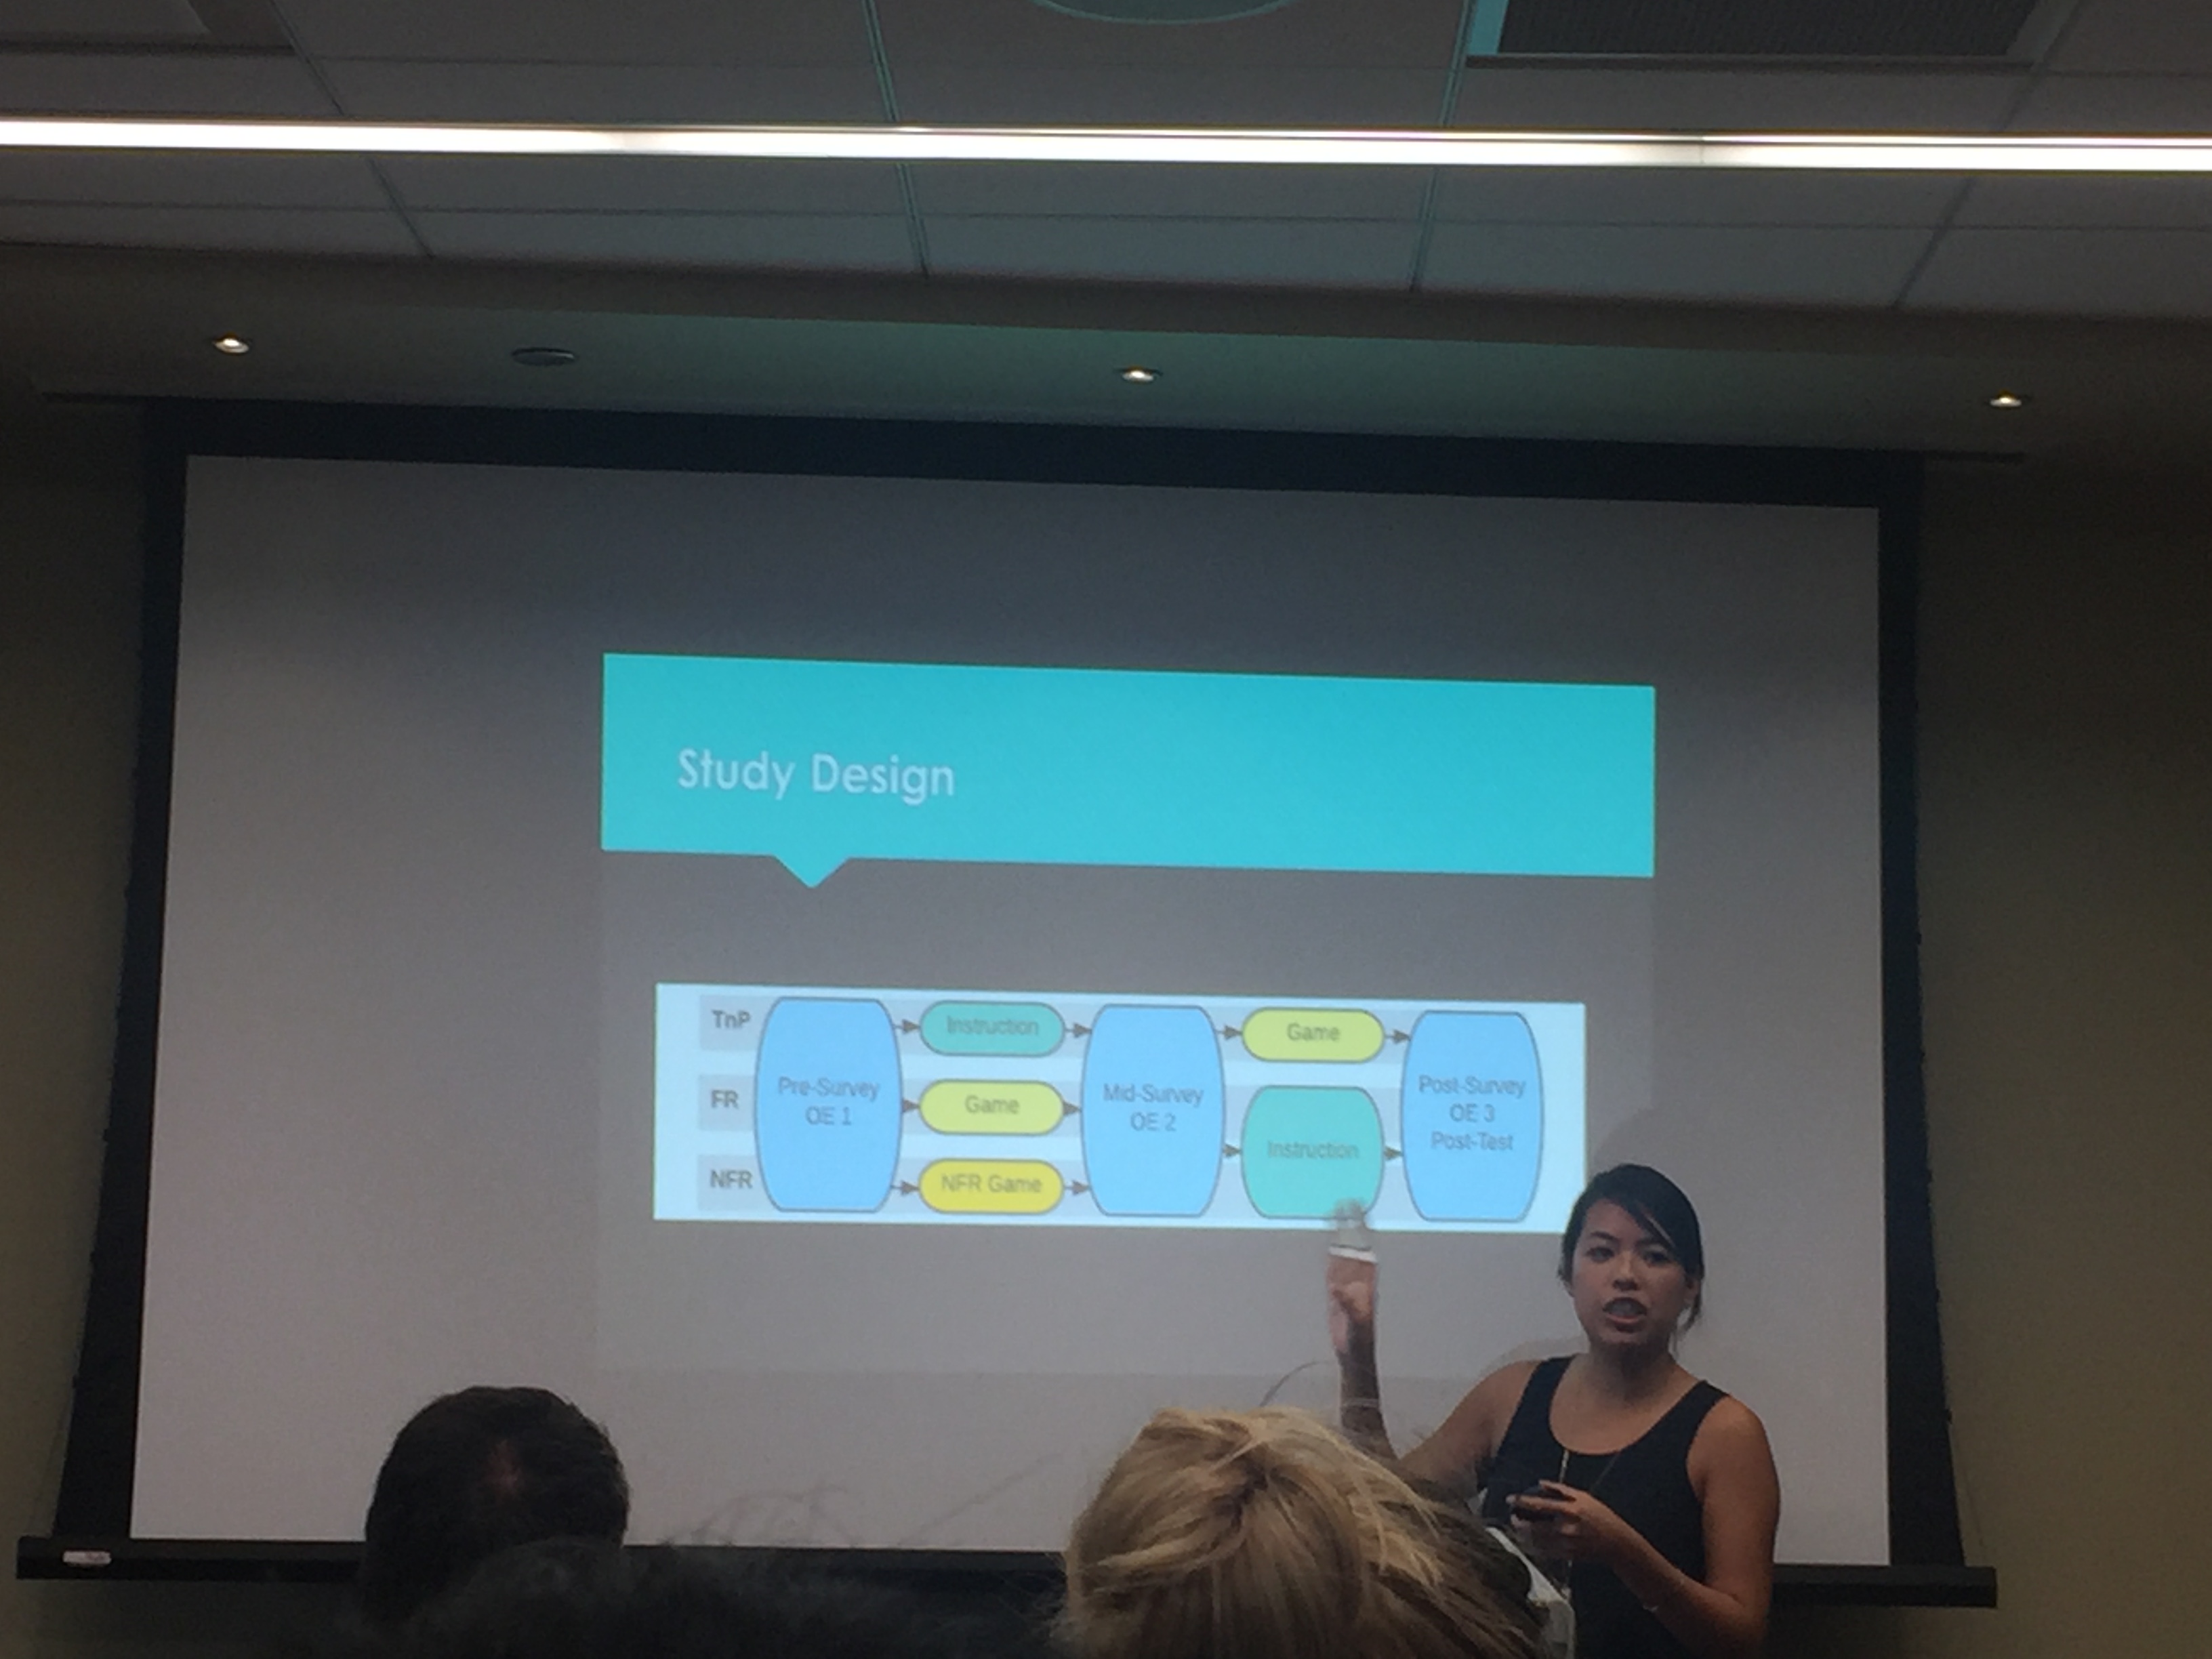 Study Design
TnP
Instruction
Game
Pre-Survey
OE 1
Mid-Survey
OE 2
Post-Survey
OE 3
Post-Test
FR
Game
Instruction
NFR
NFR Game